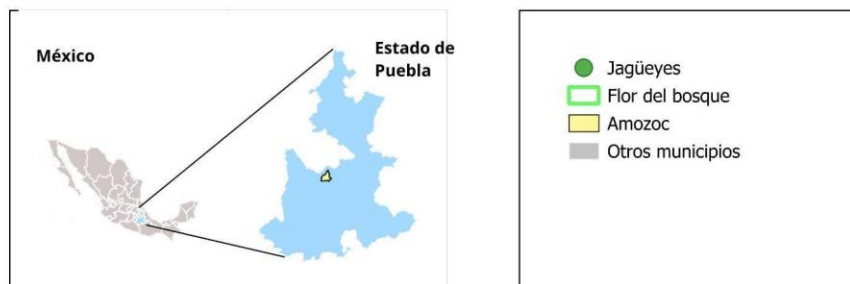 México
Estado de
Puebla
Jagüeyes
Flor del bosque
Amozoc
Otros municipios